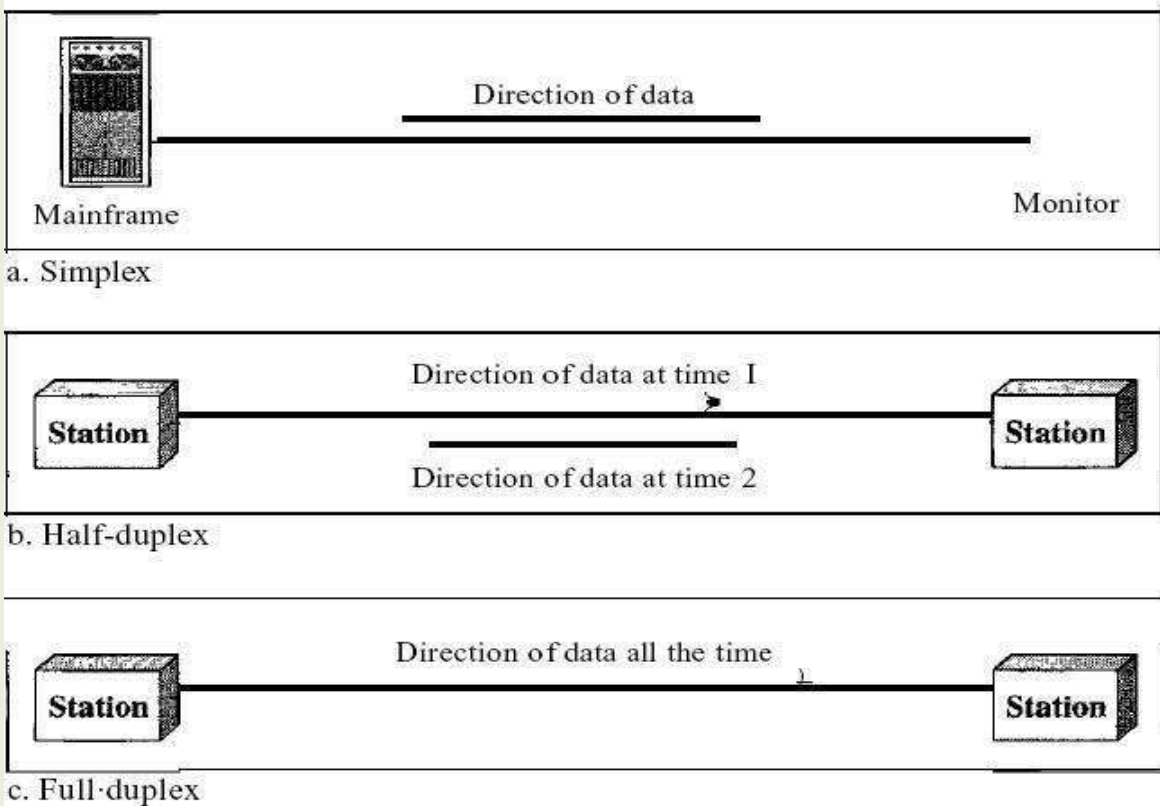 Direction of data
Mainframe
Monitor
a. Simplex
Direction of data at time I
Station
Station
Direction of data at time 2
b. Half-duplex
Direction of data all the time
Station
Station
c. Full·duplex